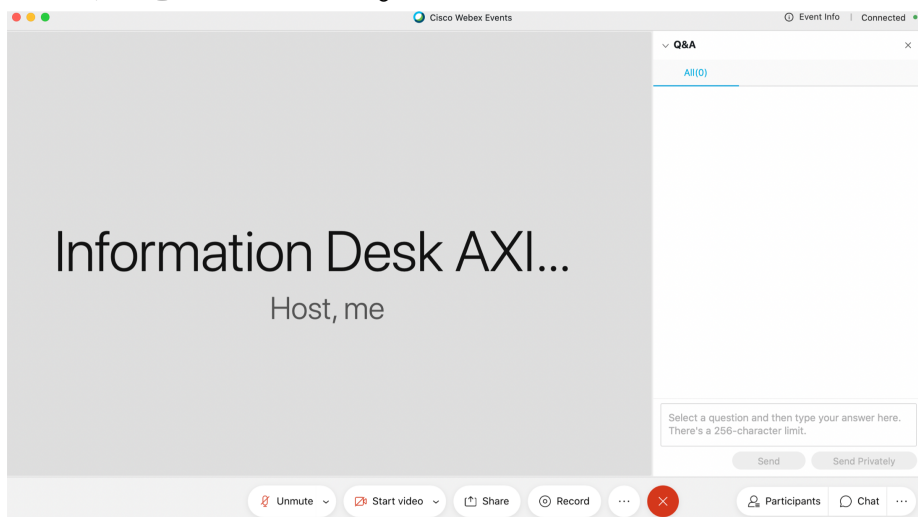 Cisco Webex Events
Event Info | Connected
Q&A
All(0)
Information Desk AXI...
Host, me
Select a question and then type your answer here.
There's a 256-character limit.
Send Send Privately
Unmute Start video Share Record ... Participants Chat ...